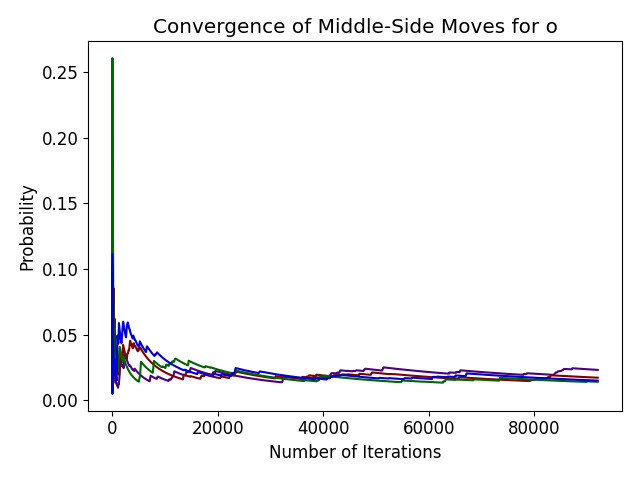 Convergence of Middle-Side Moves for o
0.25
0.20
0.15
0.10
0.05
0.00
Probability
0 20000 40000 60000 80000
Number of Iterations